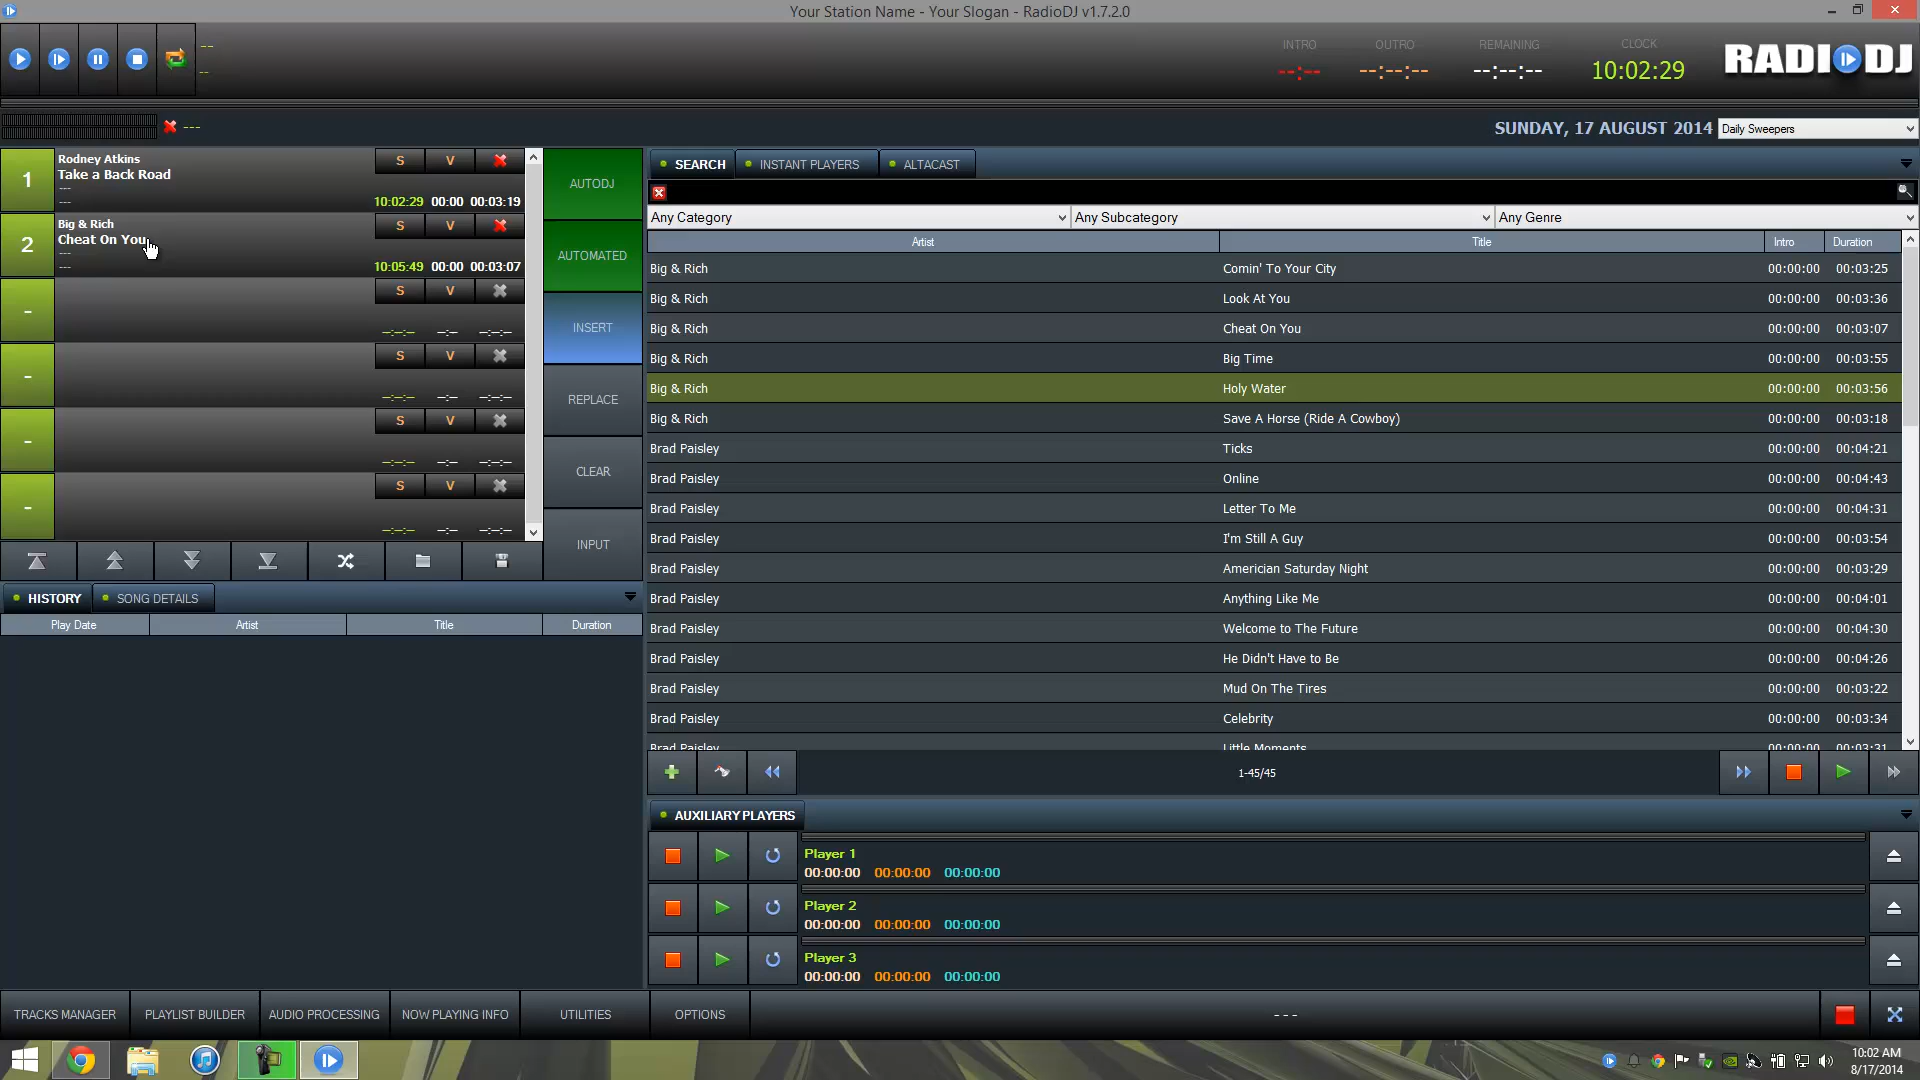 Your Station Name - Your Slogan - RadioDJ v1.7.2.0
--
--
INTRO OUTRO REMAINING CLOCK
--:-- --:--:-- --:--:-- 10:02:29
RADIODJ
---
SUNDAY, 17 AUGUST 2014 Daily Sweepers
1
Rodney Atkins
Take a Back Road
---
---
S V
10:02:29 00:00 00:03:19
2
Big & Rich
Cheat On You
---
---
S V
10:05:49 00:00 00:03:07
- S V
--:--:-- --:-- --:--:--
- S V
--:--:-- --:-- --:--:--
- S V
--:--:-- --:-- --:--:--
- S V
--:--:-- --:-- --:--:--
AUTODJ
AUTOMATED
INSERT
REPLACE
CLEAR
INPUT
HISTORY SONG DETAILS
Play Date Artist Title Duration
SEARCH INSTANT PLAYERS ALTACAST
Any Category Any Subcategory Any Genre
Artist Title Intro Duration
Big & Rich Comin' To Your City 00:00:00 00:03:25
Big & Rich Look At You 00:00:00 00:03:36
Big & Rich Cheat On You 00:00:00 00:03:07
Big & Rich Big Time 00:00:00 00:03:55
Big & Rich Holy Water 00:00:00 00:03:56
Big & Rich Save A Horse (Ride A Cowboy) 00:00:00 00:03:18
Brad Paisley Ticks 00:00:00 00:04:21
Brad Paisley Online 00:00:00 00:04:43
Brad Paisley Letter To Me 00:00:00 00:04:31
Brad Paisley I'm Still A Guy 00:00:00 00:03:54
Brad Paisley Americian Saturday Night 00:00:00 00:03:29
Brad Paisley Anything Like Me 00:00:00 00:04:01
Brad Paisley Welcome to The Future 00:00:00 00:04:30
Brad Paisley He Didn't Have to Be 00:00:00 00:04:26
Brad Paisley Mud On The Tires 00:00:00 00:03:22
Brad Paisley Celebrity 00:00:00 00:03:34
Brad Paisley Little Moments 00:00:00 00:03:31
1-45/45
AUXILIARY PLAYERS
Player 1
00:00:00 00:00:00 00:00:00
Player 2
00:00:00 00:00:00 00:00:00
Player 3
00:00:00 00:00:00 00:00:00
TRACKS MANAGER PLAYLIST BUILDER AUDIO PROCESSING NOW PLAYING INFO UTILITIES OPTIONS ---
10:02 AM
8/17/2014